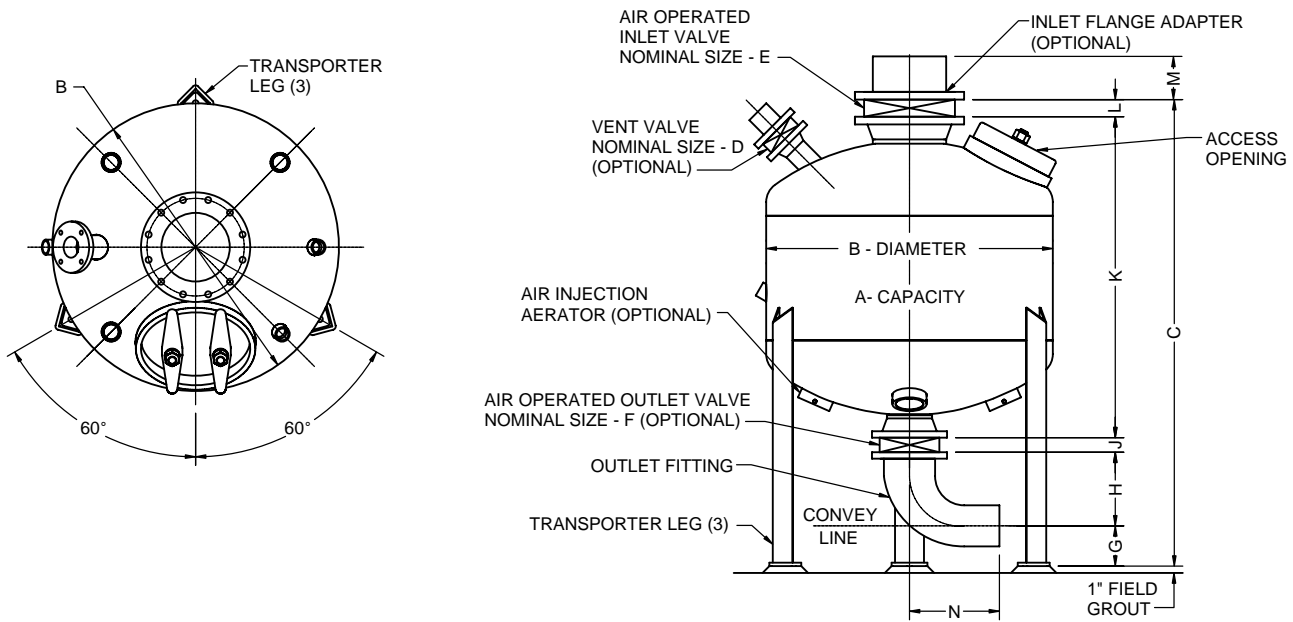 B
TRANSPORTER
LEG (3)
60°
60°
AIR OPERATED
INLET VALVE
NOMINAL SIZE - E
INLET FLANGE ADAPTER
(OPTIONAL)
M
L
VENT VALVE
NOMINAL SIZE - D
(OPTIONAL)
ACCESS
OPENING
B - DIAMETER
A- CAPACITY
K
C
AIR INJECTION
AERATOR (OPTIONAL)
AIR OPERATED OUTLET VALVE
NOMINAL SIZE - F (OPTIONAL)
J
OUTLET FITTING
H
TRANSPORTER LEG (3)
CONVEY
LINE
G
N
1" FIELD
GROUT